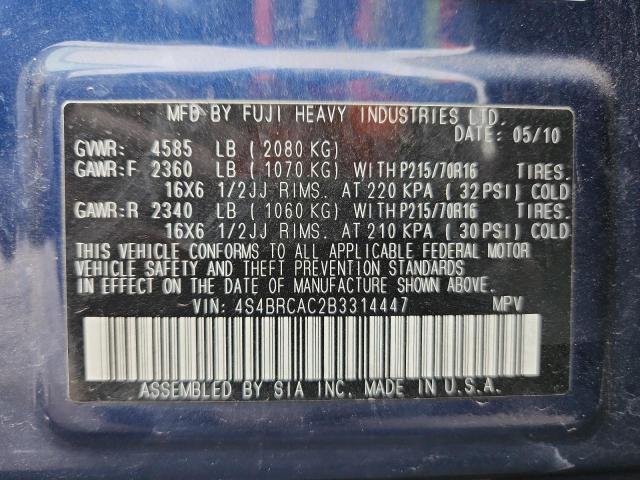 MFD BY FUJI HEAVY INDUSTRIES LTD.
DATE: 05/10
GVWR: 4585 LB ( 2080 KG)
GAWR:F 2360 LB ( 1070 KG) WITH P215/70R16 TIRES.
16X6 1/2JJ RIMS. AT 220 KPA ( 32 PSI) COLD
GAWR:R 2340 LB ( 1060 KG) WITH P215/70R16 TIRES.
16X6 1/2JJ RIMS. AT 210 KPA ( 30 PSI) COLD
THIS VEHICLE CONFORMS TO ALL APPLICABLE FEDERAL MOTOR
VEHICLE SAFETY AND THEFT PREVENTION STANDARDS
IN EFFECT ON THE DATE OF MANUFACTURE SHOWN ABOVE.
VIN: 4S4BRCAC2B3314447 MPV
ASSEMBLED BY SIA INC. MADE IN U.S.A.